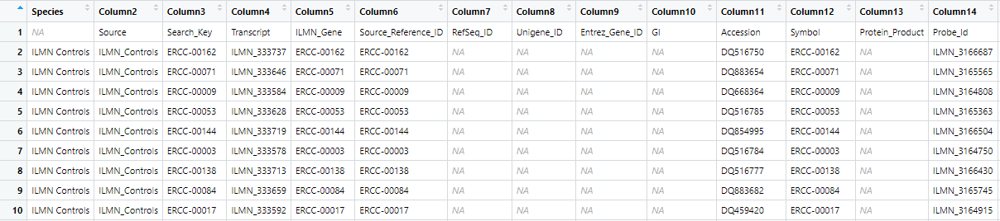 Species Column2 Column3 Column4 Column5 Column6 Column7 Column8 Column9 Column10 Column11 Column12 Column13 Column14
1 NA Source Search_Key Transcript ILMN_Gene Source_Reference_ID RefSeq_ID Unigene_ID Entrez_Gene_ID GI Accession Symbol Protein_Product Probe_Id
2 ILMN Controls ILMN_Controls ERCC-00162 ILMN_333737 ERCC-00162 ERCC-00162 NA NA NA NA DQ516750 ERCC-00162 NA ILMN_3166687
3 ILMN Controls ILMN_Controls ERCC-00071 ILMN_333646 ERCC-00071 ERCC-00071 NA NA NA NA DQ883654 ERCC-00071 NA ILMN_3165565
4 ILMN Controls ILMN_Controls ERCC-00009 ILMN_333584 ERCC-00009 ERCC-00009 NA NA NA NA DQ668364 ERCC-00009 NA ILMN_3164808
5 ILMN Controls ILMN_Controls ERCC-00053 ILMN_333628 ERCC-00053 ERCC-00053 NA NA NA NA DQ516785 ERCC-00053 NA ILMN_3165363
6 ILMN Controls ILMN_Controls ERCC-00144 ILMN_333719 ERCC-00144 ERCC-00144 NA NA NA NA DQ854995 ERCC-00144 NA ILMN_3166504
7 ILMN Controls ILMN_Controls ERCC-00003 ILMN_333578 ERCC-00003 ERCC-00003 NA NA NA NA DQ516784 ERCC-00003 NA ILMN_3164750
8 ILMN Controls ILMN_Controls ERCC-00138 ILMN_333713 ERCC-00138 ERCC-00138 NA NA NA NA DQ516777 ERCC-00138 NA ILMN_3166430
9 ILMN Controls ILMN_Controls ERCC-00084 ILMN_333659 ERCC-00084 ERCC-00084 NA NA NA NA DQ883682 ERCC-00084 NA ILMN_3165745
10 ILMN Controls ILMN_Controls ERCC-00017 ILMN_333592 ERCC-00017 ERCC-00017 NA NA NA NA DQ459420 ERCC-00017 NA ILMN_3164915